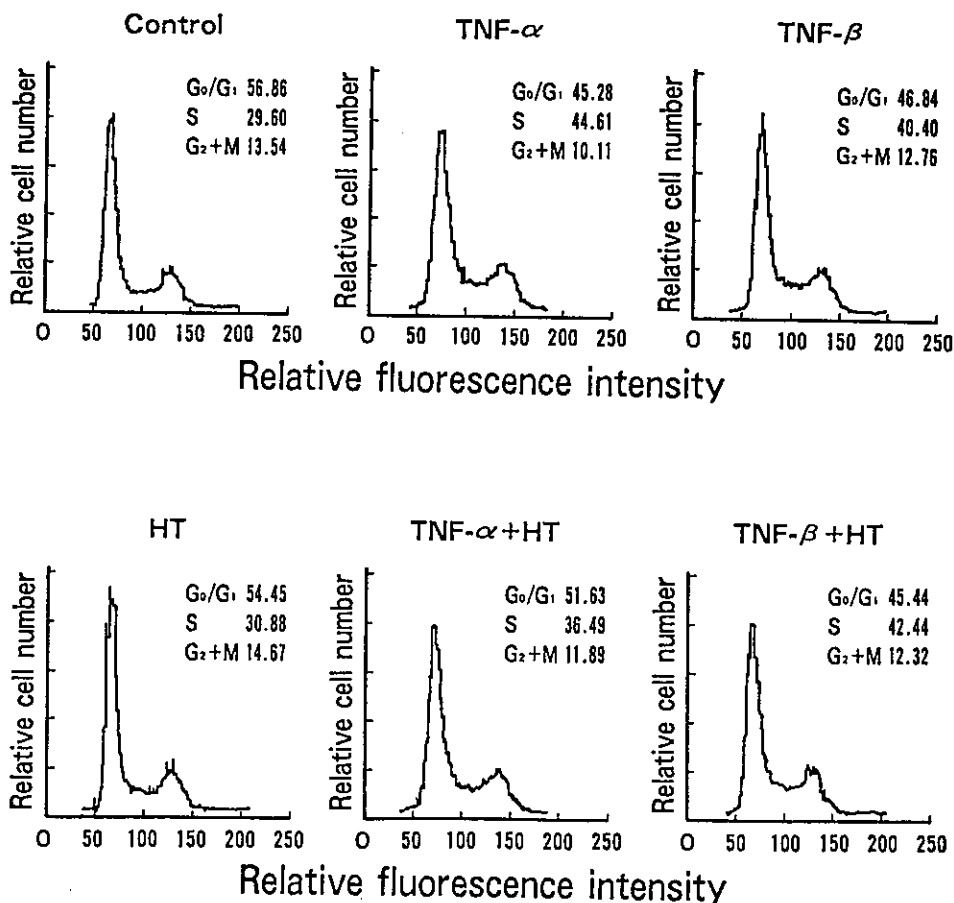 Control
TNF-α
TNF-β
Relative cell number
G₀/G₁ 56.86
S 29.60
G₂+M 13.54
0 50 100 150 200 250
Relative cell number
G₀/G₁ 45.28
S 44.61
G₂+M 10.11
0 50 100 150 200 250
Relative cell number
G₀/G₁ 46.84
S 40.40
G₂+M 12.76
0 50 100 150 200 250
Relative fluorescence intensity
HT
TNF-α+HT
TNF-β+HT
Relative cell number
G₀/G₁ 54.45
S 30.88
G₂+M 14.67
0 50 100 150 200 250
Relative cell number
G₀/G₁ 51.63
S 36.49
G₂+M 11.89
0 50 100 150 200 250
Relative cell number
G₀/G₁ 45.44
S 42.44
G₂+M 12.32
0 50 100 150 200 250
Relative fluorescence intensity